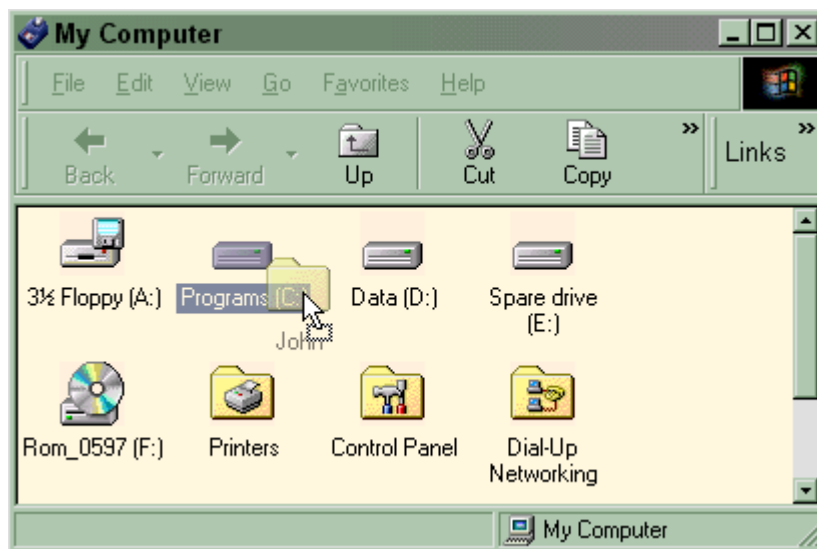 My Computer
File Edit View Go Favorites Help
Back Forward Up Cut Copy » Links »
3½ Floppy (A:) Programs (C:) Data (D:) Spare drive
(E:)
John
Rom_0597 (F:) Printers Control Panel Dial-Up
Networking
My Computer